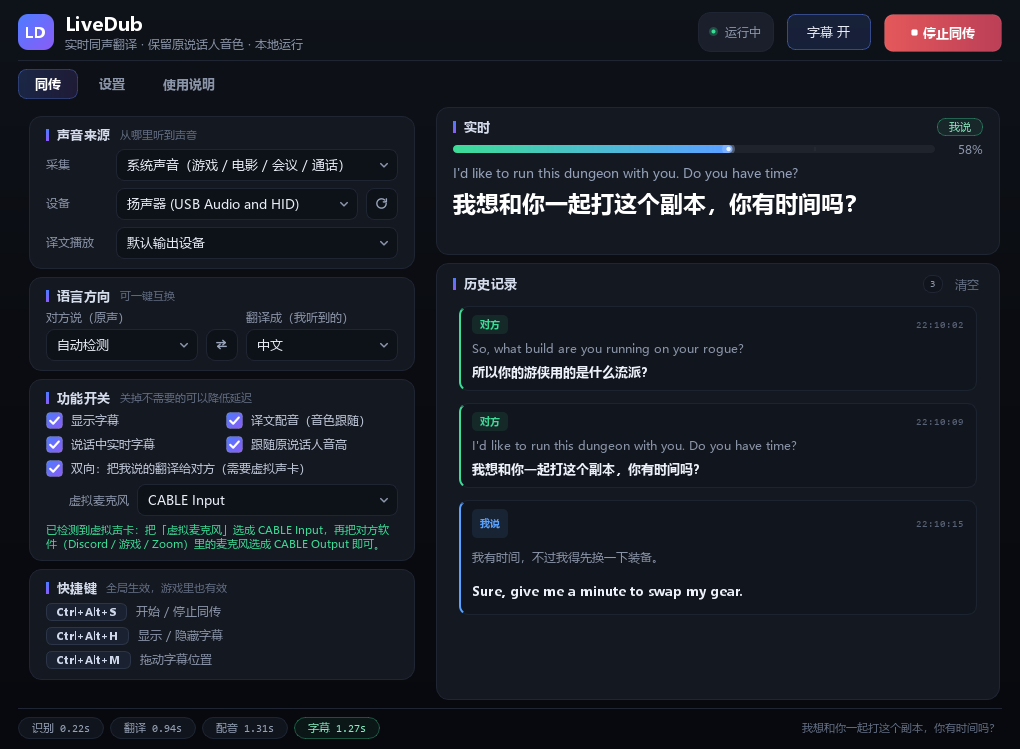 LD
LiveDub
实时同声翻译 · 保留原说话人音色 · 本地运行
运行中
字幕 开
停止同传
同传
设置
使用说明
声音来源 从哪里听到声音
采集 系统声音（游戏 / 电影 / 会议 / 通话）
设备 扬声器 (USB Audio and HID)
译文播放 默认输出设备
语言方向 可一键互换
对方说（原声） 翻译成（我听到的）
自动检测 ⇄ 中文
功能开关 关掉不需要的可以降低延迟
显示字幕 译文配音（音色跟随）
说话中实时字幕 跟随原说话人音高
双向：把我说的翻译给对方（需要虚拟声卡）
虚拟麦克风 CABLE Input
已检测到虚拟声卡：把「虚拟麦克风」选成 CABLE Input，再把对方软
件（Discord / 游戏 / Zoom）里的麦克风选成 CABLE Output 即可。
快捷键 全局生效，游戏里也有效
Ctrl+Alt+S 开始 / 停止同传
Ctrl+Alt+H 显示 / 隐藏字幕
Ctrl+Alt+M 拖动字幕位置
实时 我说
58%
I'd like to run this dungeon with you. Do you have time?
我想和你一起打这个副本，你有时间吗？
历史记录 3 清空
对方 22:10:02
So, what build are you running on your rogue?
所以你的游侠用的是什么流派？
对方 22:10:09
I'd like to run this dungeon with you. Do you have time?
我想和你一起打这个副本，你有时间吗？
我说 22:10:15
我有时间，不过我得先换一下装备。
Sure, give me a minute to swap my gear.
识别 0.22s 翻译 0.94s 配音 1.31s 字幕 1.27s
我想和你一起打这个副本，你有时间吗？